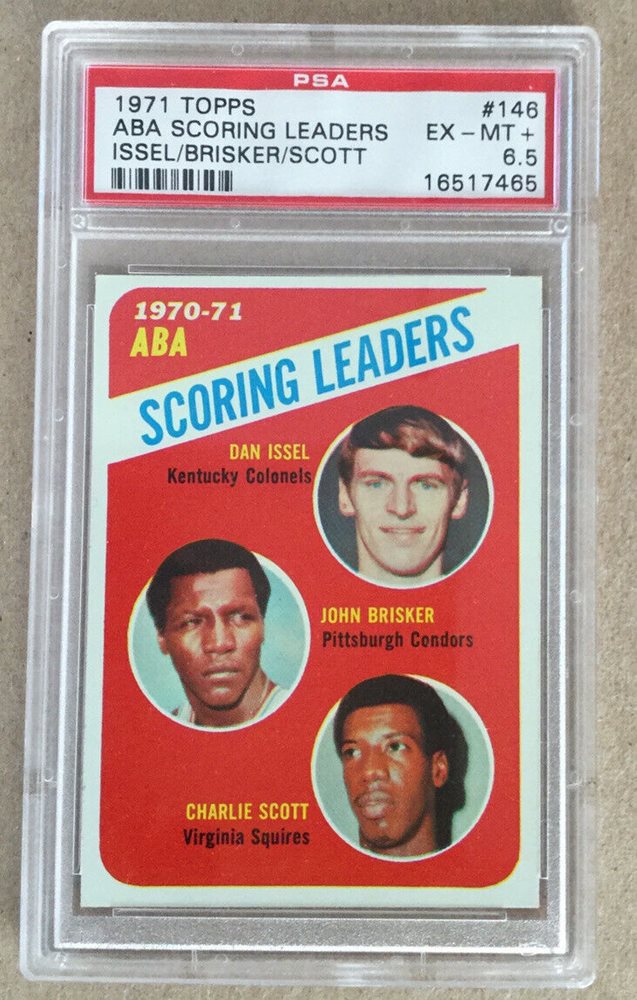 PSA
1971 TOPPS #146
ABA SCORING LEADERS EX-MT+
ISSEL/BRISKER/SCOTT 6.5
16517465
1970-71
ABA
SCORING LEADERS
DAN ISSEL
Kentucky Colonels
JOHN BRISKER
Pittsburgh Condors
CHARLIE SCOTT
Virginia Squires